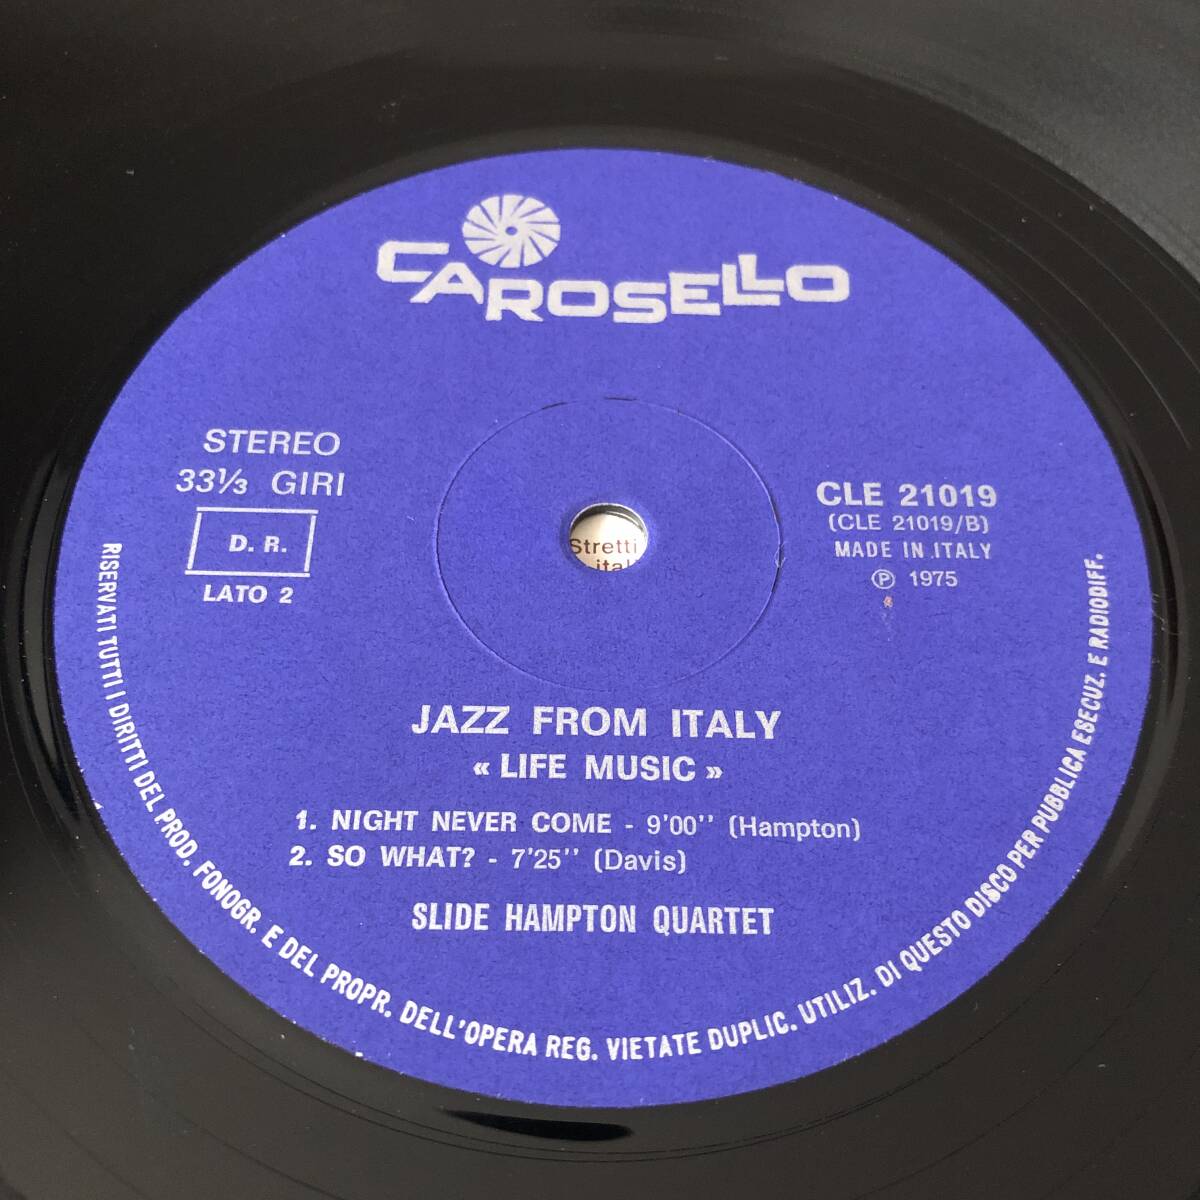 CAROSELLO
STEREO
33⅓ GIRI
D. R.
LATO 2
CLE 21019
(CLE 21019/B)
MADE IN ITALY
℗ 1975
Stretti
ital
JAZZ FROM ITALY
« LIFE MUSIC »
1. NIGHT NEVER COME - 9'00'' (Hampton)
2. SO WHAT? - 7'25'' (Davis)
SLIDE HAMPTON QUARTET
RISERVATI TUTTI I DIRITTI DEL PROD. FONOGR. E DEL PROPR. DELL'OPERA REG. VIETATE DUPLIC. UTILIZ. DI QUESTO DISCO PER PUBBLICA ESECUZ. E RADIODIFF.